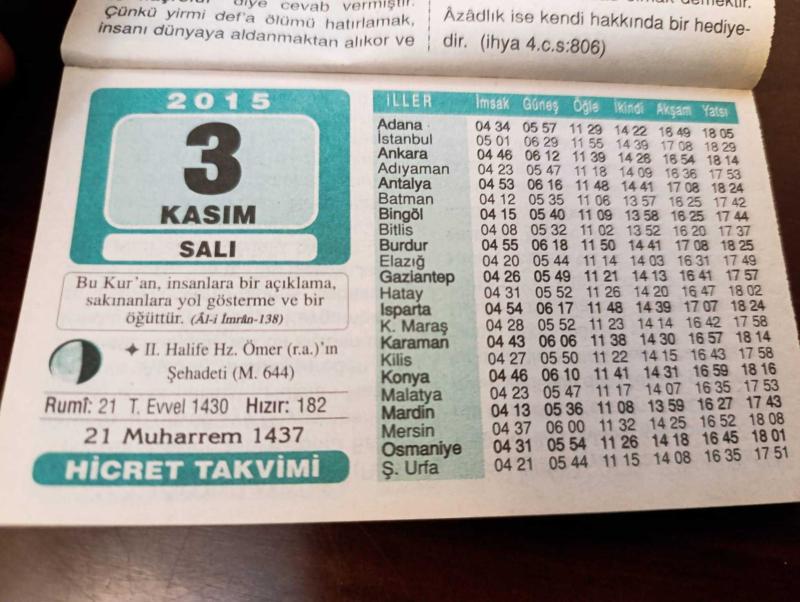 diye cevab vermiştir.
Çünkü yirmi def'a ölümü hatırlamak,
insanı dünyaya aldanmaktan alıkor ve
demektir.
Âzâdlık ise kendi hakkında bir hediye-
dir. (ihya 4.c.s:806)
2015
3
KASIM
SALI
Bu Kur'an, insanlara bir açıklama,
sakınanlara yol gösterme ve bir
öğüttür. (Âl-i İmrân-138)
✦ II. Halife Hz. Ömer (r.a.)'ın
Şehadeti (M. 644)
Rumî: 21 T. Evvel 1430 Hızır: 182
21 Muharrem 1437
HİCRET TAKVİMİ
İLLER İmsak Güneş Öğle İkindi Akşam Yatsı
Adana 04 34 05 57 11 29 14 22 16 49 18 05
İstanbul 05 01 06 29 11 55 14 39 17 08 18 29
Ankara 04 46 06 12 11 39 14 26 16 54 18 14
Adıyaman 04 23 05 47 11 18 14 09 16 36 17 53
Antalya 04 53 06 16 11 48 14 41 17 08 18 24
Batman 04 12 05 35 11 06 13 57 16 25 17 42
Bingöl 04 15 05 40 11 09 13 58 16 25 17 44
Bitlis 04 08 05 32 11 02 13 52 16 20 17 37
Burdur 04 55 06 18 11 50 14 41 17 08 18 25
Elazığ 04 20 05 44 11 14 14 03 16 31 17 49
Gaziantep 04 26 05 49 11 21 14 13 16 41 17 57
Hatay 04 31 05 52 11 26 14 20 16 47 18 02
Isparta 04 54 06 17 11 48 14 39 17 07 18 24
K. Maraş 04 28 05 52 11 23 14 14 16 42 17 58
Karaman 04 43 06 06 11 38 14 30 16 57 18 14
Kilis 04 27 05 50 11 22 14 15 16 43 17 58
Konya 04 46 06 10 11 41 14 31 16 59 18 16
Malatya 04 23 05 47 11 17 14 07 16 35 17 53
Mardin 04 13 05 36 11 08 13 59 16 27 17 43
Mersin 04 37 06 00 11 32 14 25 16 52 18 08
Osmaniye 04 31 05 54 11 26 14 18 16 45 18 01
Ş. Urfa 04 21 05 44 11 15 14 08 16 35 17 51